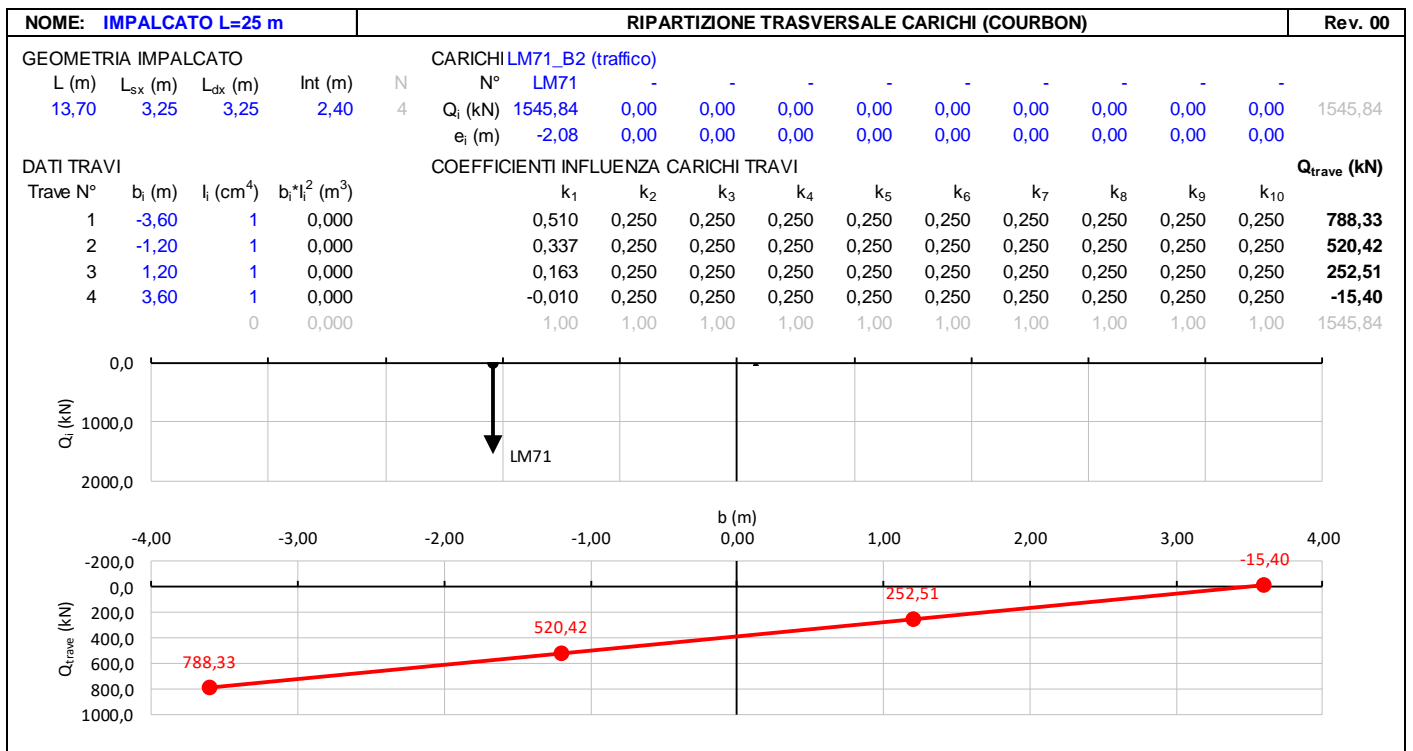 NOME: IMPALCATO L=25 m RIPARTIZIONE TRASVERSALE CARICHI (COURBON) Rev. 00
GEOMETRIA IMPALCATO CARICHI LM71_B2 (traffico)
L (m) Lsx (m) Ldx (m) Int (m) N N° LM71 - - - - - - - - -
13,70 3,25 3,25 2,40 4 Qi (kN) 1545,84 0,00 0,00 0,00 0,00 0,00 0,00 0,00 0,00 0,00 1545,84
ei (m) -2,08 0,00 0,00 0,00 0,00 0,00 0,00 0,00 0,00 0,00
DATI TRAVI COEFFICIENTI INFLUENZA CARICHI TRAVI Qtrave (kN)
Trave N° bi (m) Ii (cm4) bi*Ii2 (m3) k1 k2 k3 k4 k5 k6 k7 k8 k9 k10
1 -3,60 1 0,000 0,510 0,250 0,250 0,250 0,250 0,250 0,250 0,250 0,250 0,250 788,33
2 -1,20 1 0,000 0,337 0,250 0,250 0,250 0,250 0,250 0,250 0,250 0,250 0,250 520,42
3 1,20 1 0,000 0,163 0,250 0,250 0,250 0,250 0,250 0,250 0,250 0,250 0,250 252,51
4 3,60 1 0,000 -0,010 0,250 0,250 0,250 0,250 0,250 0,250 0,250 0,250 0,250 -15,40
0 0,000 1,00 1,00 1,00 1,00 1,00 1,00 1,00 1,00 1,00 1,00 1545,84
0,0
Qi (kN)
1000,0
LM71
2000,0
b (m)
-4,00 -3,00 -2,00 -1,00 0,00 1,00 2,00 3,00 4,00
-200,0
-15,40
0,0
252,51
200,0
Qtrave (kN)
520,42
400,0
600,0
788,33
800,0
1000,0